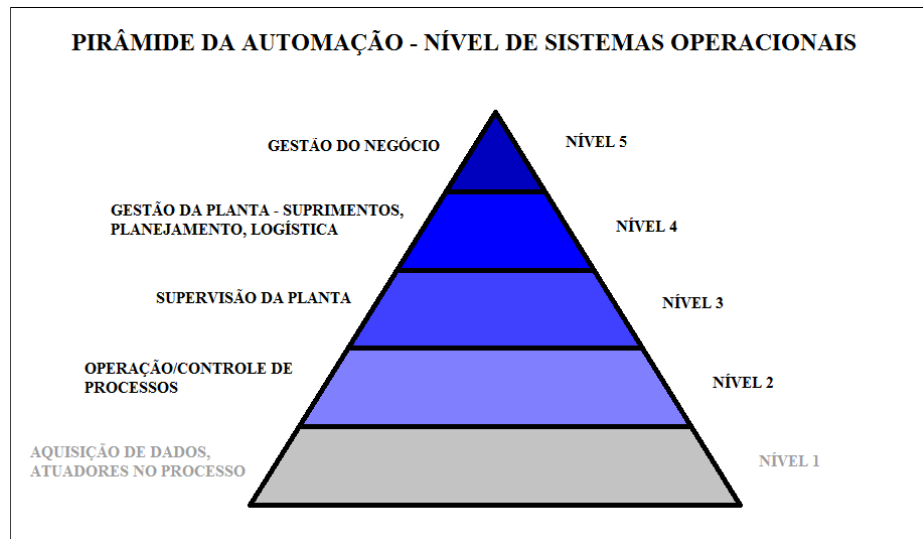 PIRÂMIDE DA AUTOMAÇÃO - NÍVEL DE SISTEMAS OPERACIONAIS
GESTÃO DO NEGÓCIO
NÍVEL 5
GESTÃO DA PLANTA - SUPRIMENTOS,
PLANEJAMENTO, LOGÍSTICA
NÍVEL 4
SUPERVISÃO DA PLANTA
NÍVEL 3
OPERAÇÃO/CONTROLE DE
PROCESSOS
NÍVEL 2
AQUISIÇÃO DE DADOS,
ATUADORES NO PROCESSO
NÍVEL 1